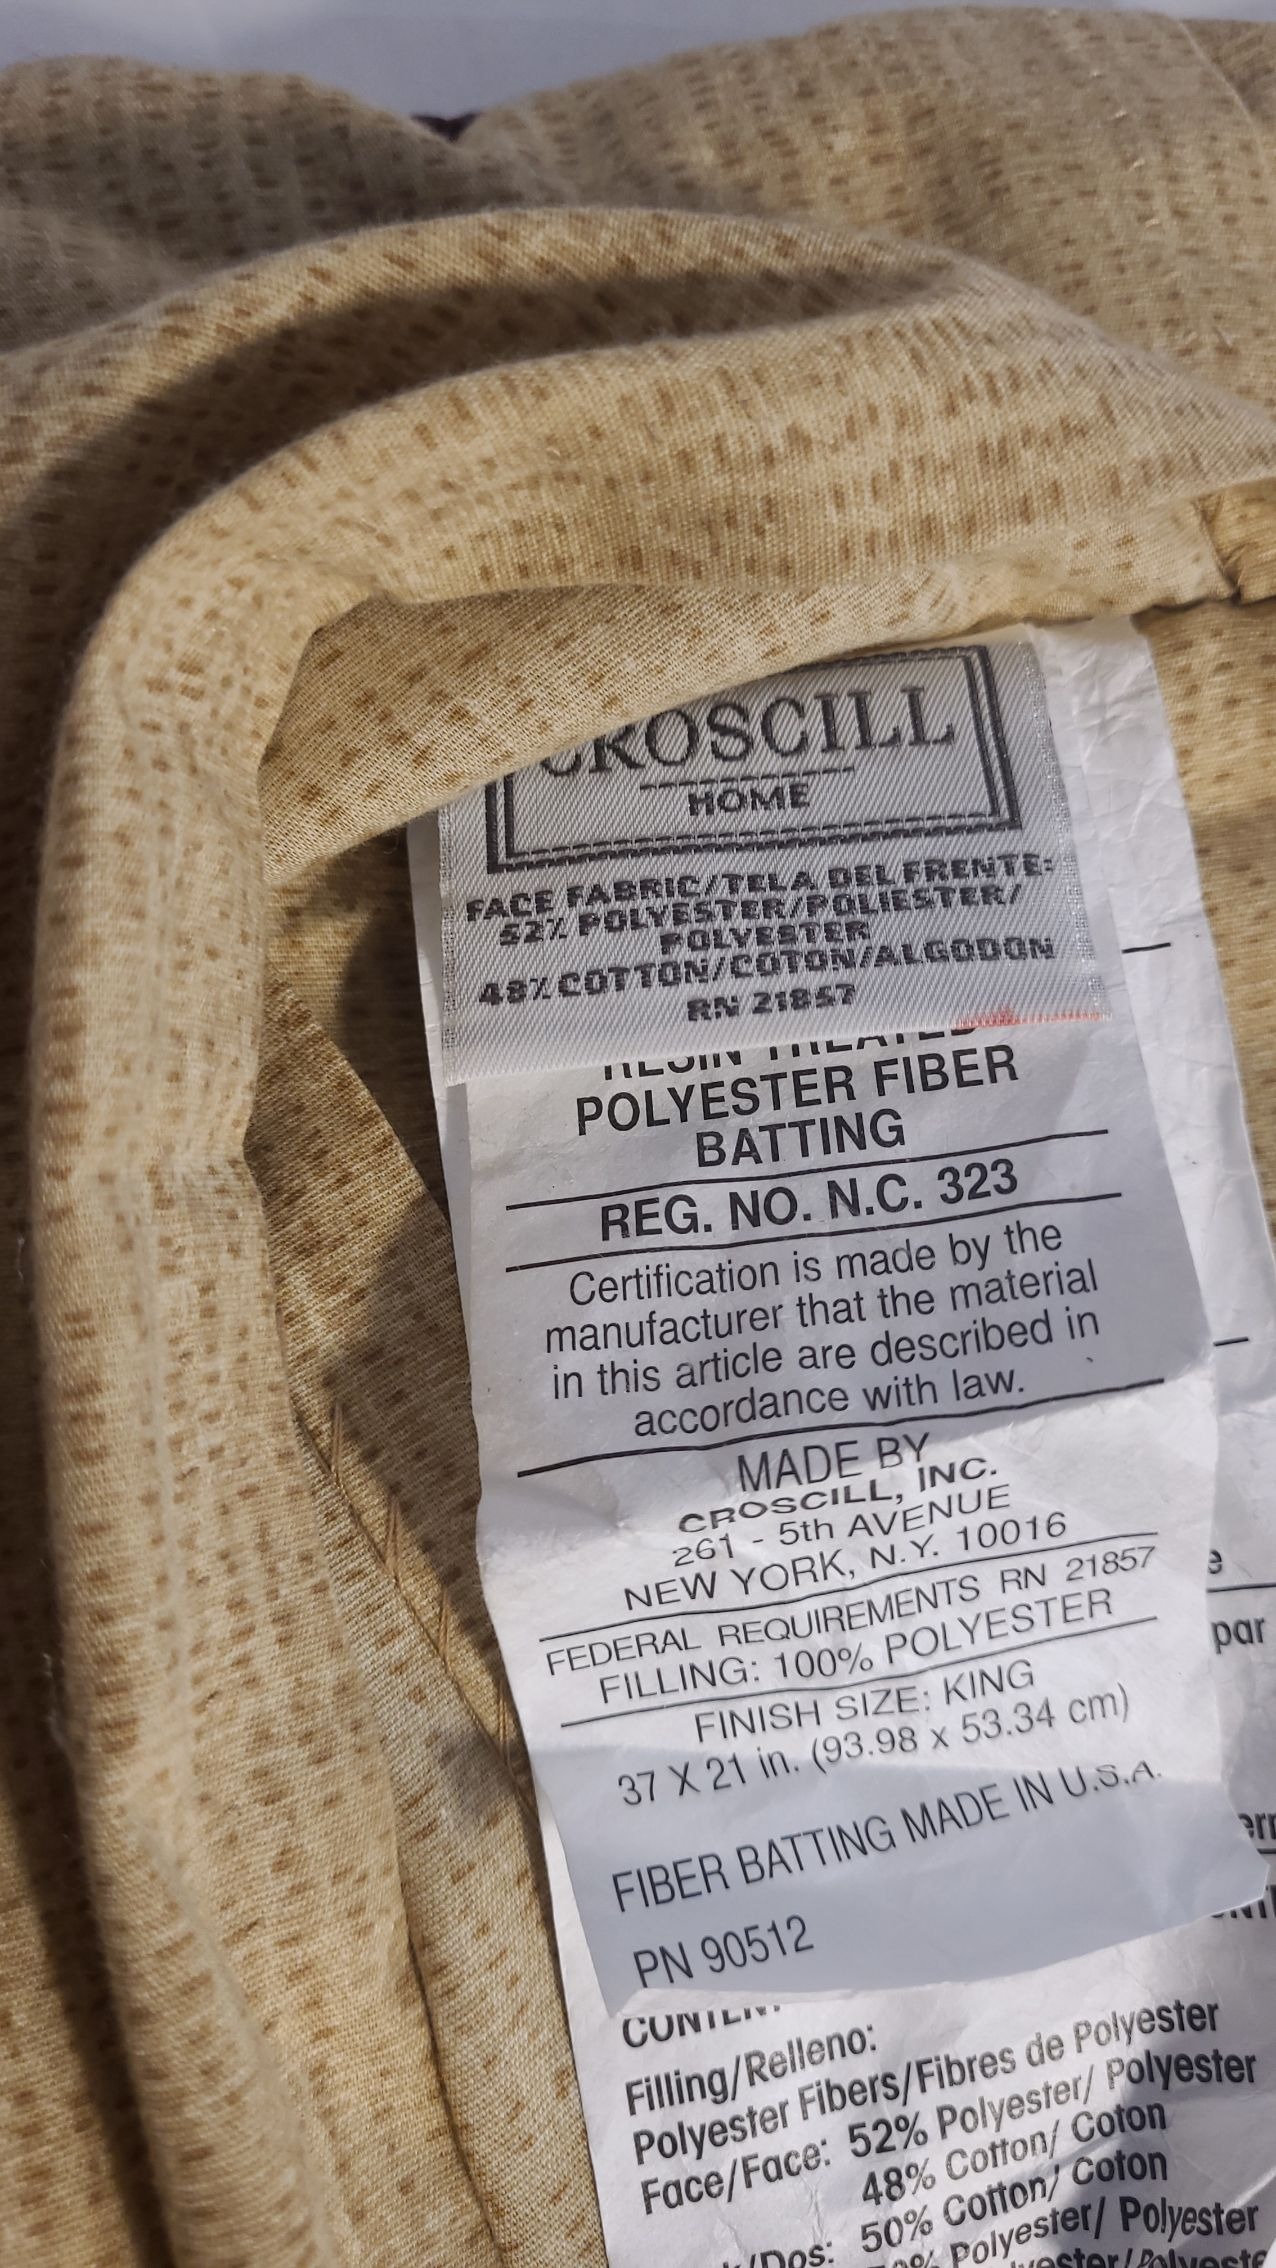 CROSCILL
HOME
FACE FABRIC/TELA DEL FRENTE:
52% POLYESTER/POLIESTER/
POLYESTER
48% COTTON/COTON/ALGODON
RN 21857
RESIN TREATED
POLYESTER FIBER
BATTING
REG. NO. N.C. 323
Certification is made by the
manufacturer that the material
in this article are described in
accordance with law.
MADE BY
CROSCILL, INC.
261 - 5th AVENUE
NEW YORK, N.Y. 10016
FEDERAL REQUIREMENTS RN 21857
FILLING: 100% POLYESTER
FINISH SIZE: KING
37 X 21 in. (93.98 x 53.34 cm)
FIBER BATTING MADE IN U.S.A.
PN 90512
par
Filling/Relleno:
Polyester Fibers/Fibres de Polyester
Face/Face: 52% Polyester/ Polyester
48% Cotton/ Coton
/Dos: 50% Cotton/ Coton
Polyester/ Polyester